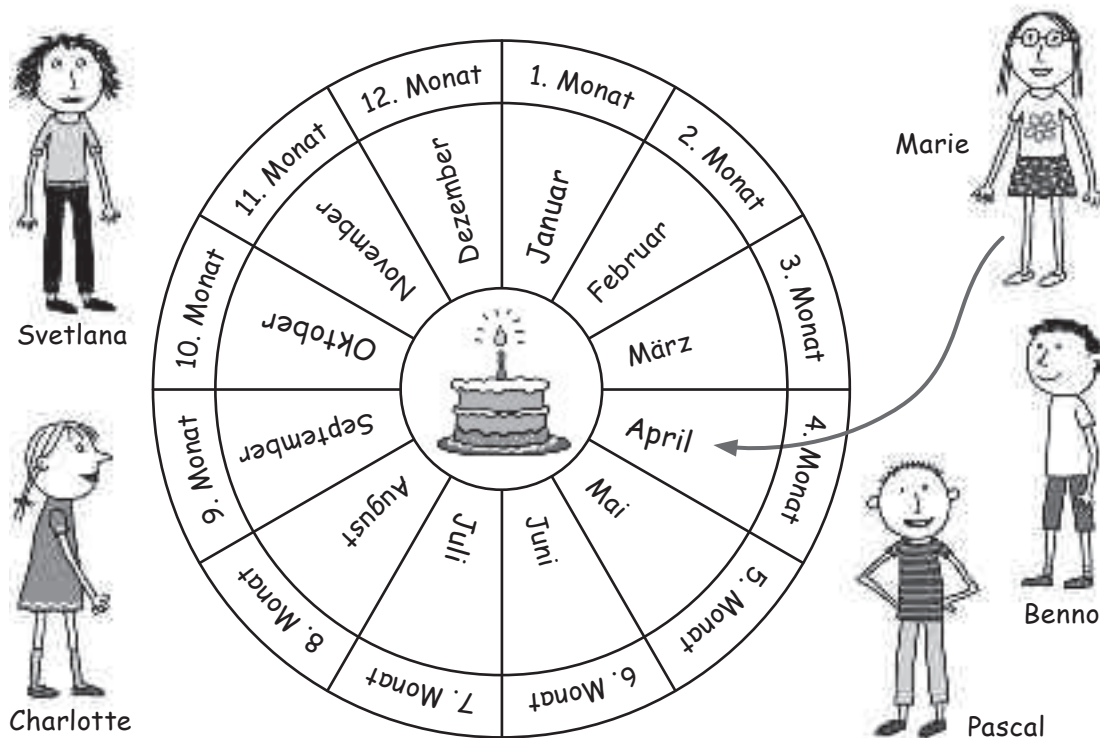 1. Monat
2. Monat
3. Monat
4. Monat
5. Monat
6. Monat
7. Monat
8. Monat
9. Monat
10. Monat
11. Monat
12. Monat
Januar
Februar
März
April
Mai
Juni
Juli
August
September
Oktober
November
Dezember
Svetlana
Marie
Benno
Charlotte
Pascal